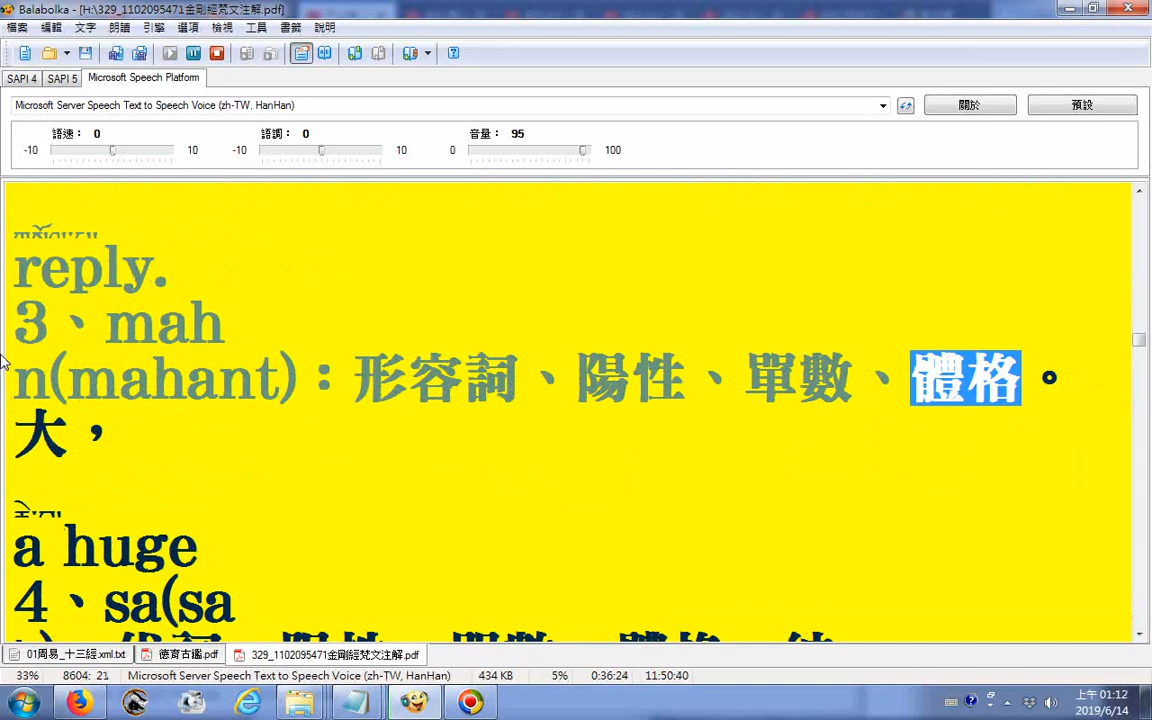 Balabolka - [H:\329_1102095471金剛經梵文注解.pdf]
檔案 編輯 文字 朗讀 引擎 選項 檢視 工具 書籤 說明
SAPI 4 SAPI 5 Microsoft Speech Platform
Microsoft Server Speech Text to Speech Voice (zh-TW, HanHan) 關於 預設
語速： 0 語調： 0 音量： 95
-10 10 -10 10 0 100
reply.
3、mah
n(mahant)：形容詞、陽性、單數、體格。
大，
a huge
4、sa(sa
01周易_十三經.xml.txt 德育古鑑.pdf 329_1102095471金剛經梵文注解.pdf
33% 8604: 21 Microsoft Server Speech Text to Speech Voice (zh-TW, HanHan) 434 KB 5% 0:36:24 11:50:40
上午 01:12
2019/6/14